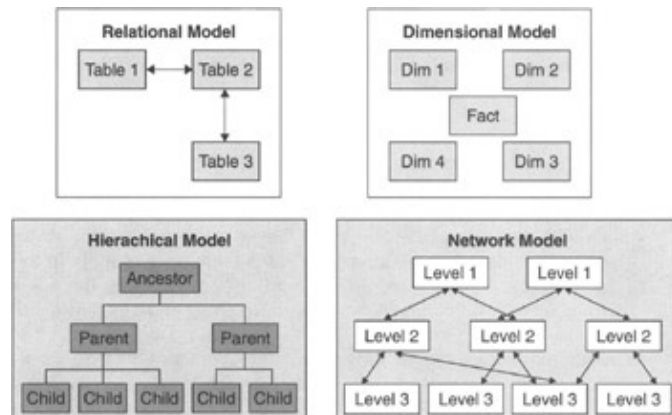 Relational Model
Table 1
Table 2
Table 3
Dimensional Model
Dim 1
Dim 2
Fact
Dim 4
Dim 3
Hierachical Model
Ancestor
Parent
Parent
Child
Child
Child
Child
Child
Network Model
Level 1
Level 1
Level 2
Level 2
Level 2
Level 3
Level 3
Level 3
Level 3